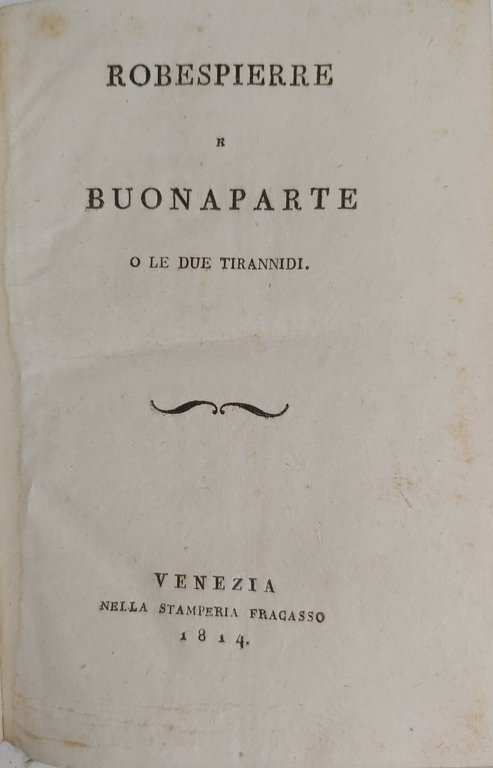 ROBESPIERRE
E
BUONAPARTE
O LE DUE TIRANNIDI.
VENEZIA
NELLA STAMPERIA FRACASSO
1814.